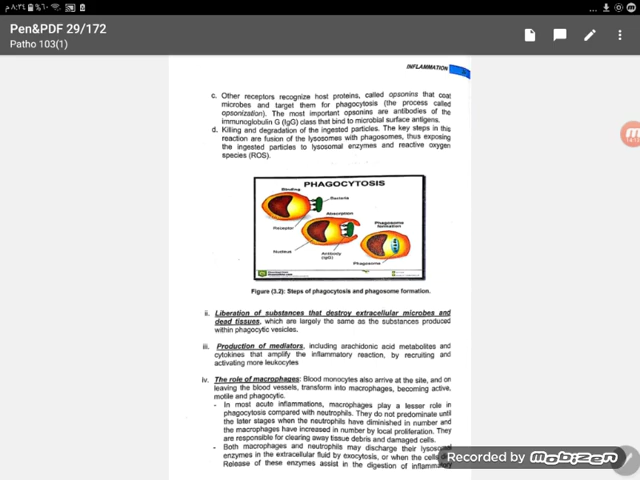 ٨:٣٤ م
٦٠%
Pen&PDF 29/172
Patho 103(1)
INFLAMMATION
c. Other receptors recognize host proteins, called opsonins that coat
microbes and target them for phagocytosis (the process called
opsonization). The most important opsonins are antibodies of the
immunoglobulin G (IgG) class that bind to microbial surface antigens.
d. Killing and degradation of the ingested particles. The key steps in this
reaction are fusion of the lysosomes with phagosomes, thus exposing
the ingested particles to lysosomal enzymes and reactive oxygen
species (ROS).
PHAGOCYTOSIS
Binding
Bacteria
Receptor
Absorption
Nucleus
Antibody
(IgG)
Phagosome
formation
Phagosome
Figure (3.2): Steps of phagocytosis and phagosome formation.
ii. Liberation of substances that destroy extracellular microbes and
dead tissues, which are largely the same as the substances produced
within phagocytic vesicles.
iii. Production of mediators, including arachidonic acid metabolites and
cytokines that amplify the inflammatory reaction, by recruiting and
activating more leukocytes
iv. The role of macrophages: Blood monocytes also arrive at the site, and on
leaving the blood vessels, transform into macrophages, becoming active,
motile and phagocytic.
- In most acute inflammations, macrophages play a lesser role in
phagocytosis compared with neutrophils. They do not predominate until
the later stages when the neutrophils have diminished in number and
the macrophages have increased in number by local proliferation. They
are responsible for clearing away tissue debris and damaged cells.
- Both macrophages and neutrophils may discharge their lysosomal
enzymes in the extracellular fluid by exocytosis, or when the cells
Release of these enzymes assist in the digestion of inflammatory
Recorded by Mobizen